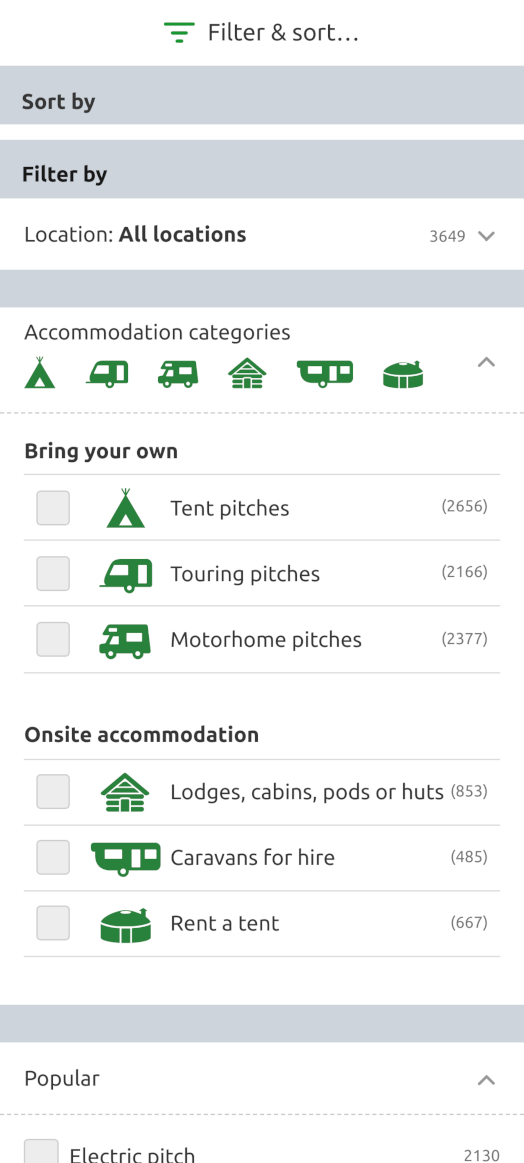 Filter & sort...
Sort by
Filter by
Location: All locations 3649
Accommodation categories
Bring your own
Tent pitches (2656)
Touring pitches (2166)
Motorhome pitches (2377)
Onsite accommodation
Lodges, cabins, pods or huts (853)
Caravans for hire (485)
Rent a tent (667)
Popular
Electric pitch 2130